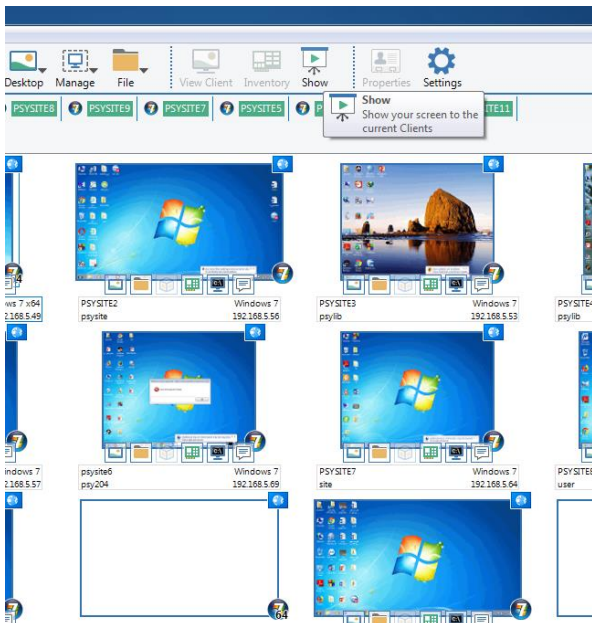 Desktop Manage File View Client Inventory Show Properties Settings
PSYSITE8 PSYSITE9 PSYSITE7 PSYSITE5 ITE11
Show
Show your screen to the
current Clients
PSYSITE2 Windows 7
psysite 192.168.5.56
PSYSITE3 Windows 7
psylib 192.168.5.53
PSYSITE4
psylib
ws 7 x64
2.168.5.49
psysite6 Windows 7
psy204 192.168.5.69
PSYSITE7 Windows 7
site 192.168.5.64
PSYSITE8
user
indows 7
2.168.5.57
64